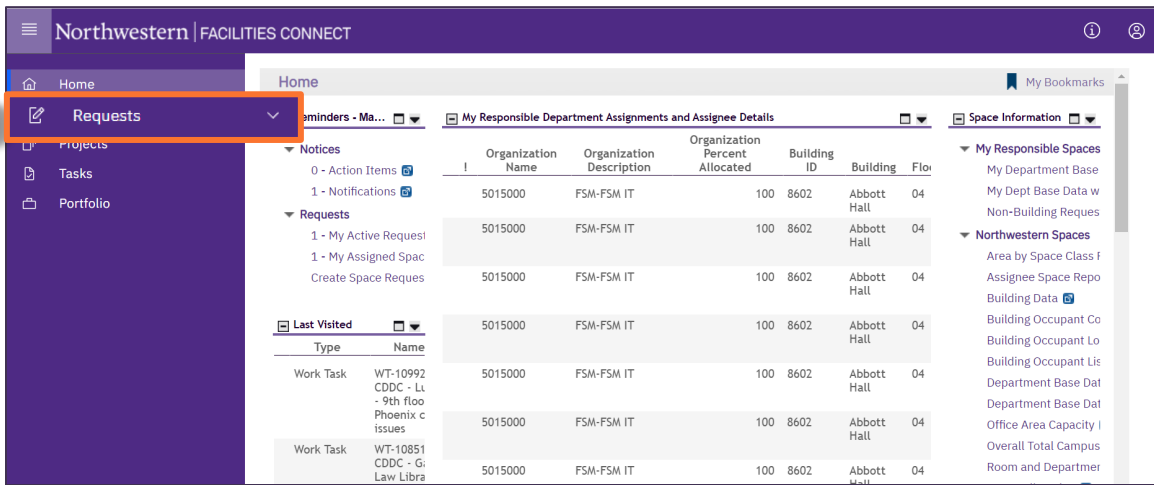 Northwestern | FACILITIES CONNECT
Home
Requests
Projects
Tasks
Portfolio
Home
My Bookmarks
eminders - Ma...
Notices
0 - Action Items
1 - Notifications
Requests
1 - My Active Request
1 - My Assigned Spac
Create Space Reques
Last Visited
Type Name
Work Task WT-10992
CDDC - Lu
- 9th floo
Phoenix c
issues
Work Task WT-10851
CDDC - Ga
Law Libra
My Responsible Department Assignments and Assignee Details
! Organization Name Organization Description Organization Percent Allocated Building ID Building Floo
5015000 FSM-FSM IT 100 8602 Abbott Hall 04
5015000 FSM-FSM IT 100 8602 Abbott Hall 04
5015000 FSM-FSM IT 100 8602 Abbott Hall 04
5015000 FSM-FSM IT 100 8602 Abbott Hall 04
5015000 FSM-FSM IT 100 8602 Abbott Hall 04
5015000 FSM-FSM IT 100 8602 Abbott Hall 04
5015000 FSM-FSM IT 100 8602 Abbott Hall 04
Space Information
My Responsible Spaces
My Department Base
My Dept Base Data w
Non-Building Reques
Northwestern Spaces
Area by Space Class
Assignee Space Repo
Building Data
Building Occupant Co
Building Occupant Lo
Building Occupant Lis
Department Base Dat
Department Base Dat
Office Area Capacity
Overall Total Campus
Room and Departmer